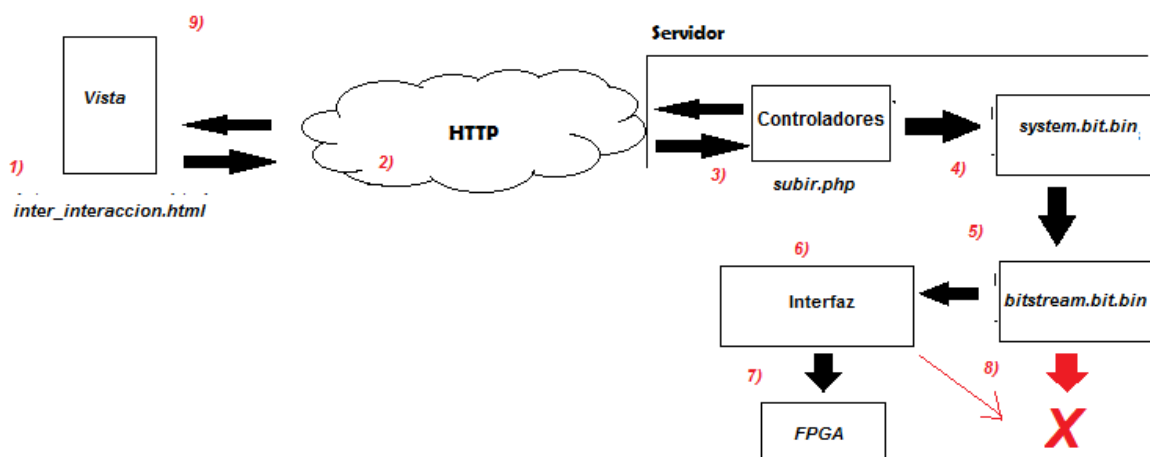 9)
Servidor
Vista
HTTP
Controladores
system.bit.bin
1)
2)
3)
4)
inter_interaccion.html
subir.php
5)
6)
Interfaz
bitstream.bit.bin
7)
8)
FPGA
X